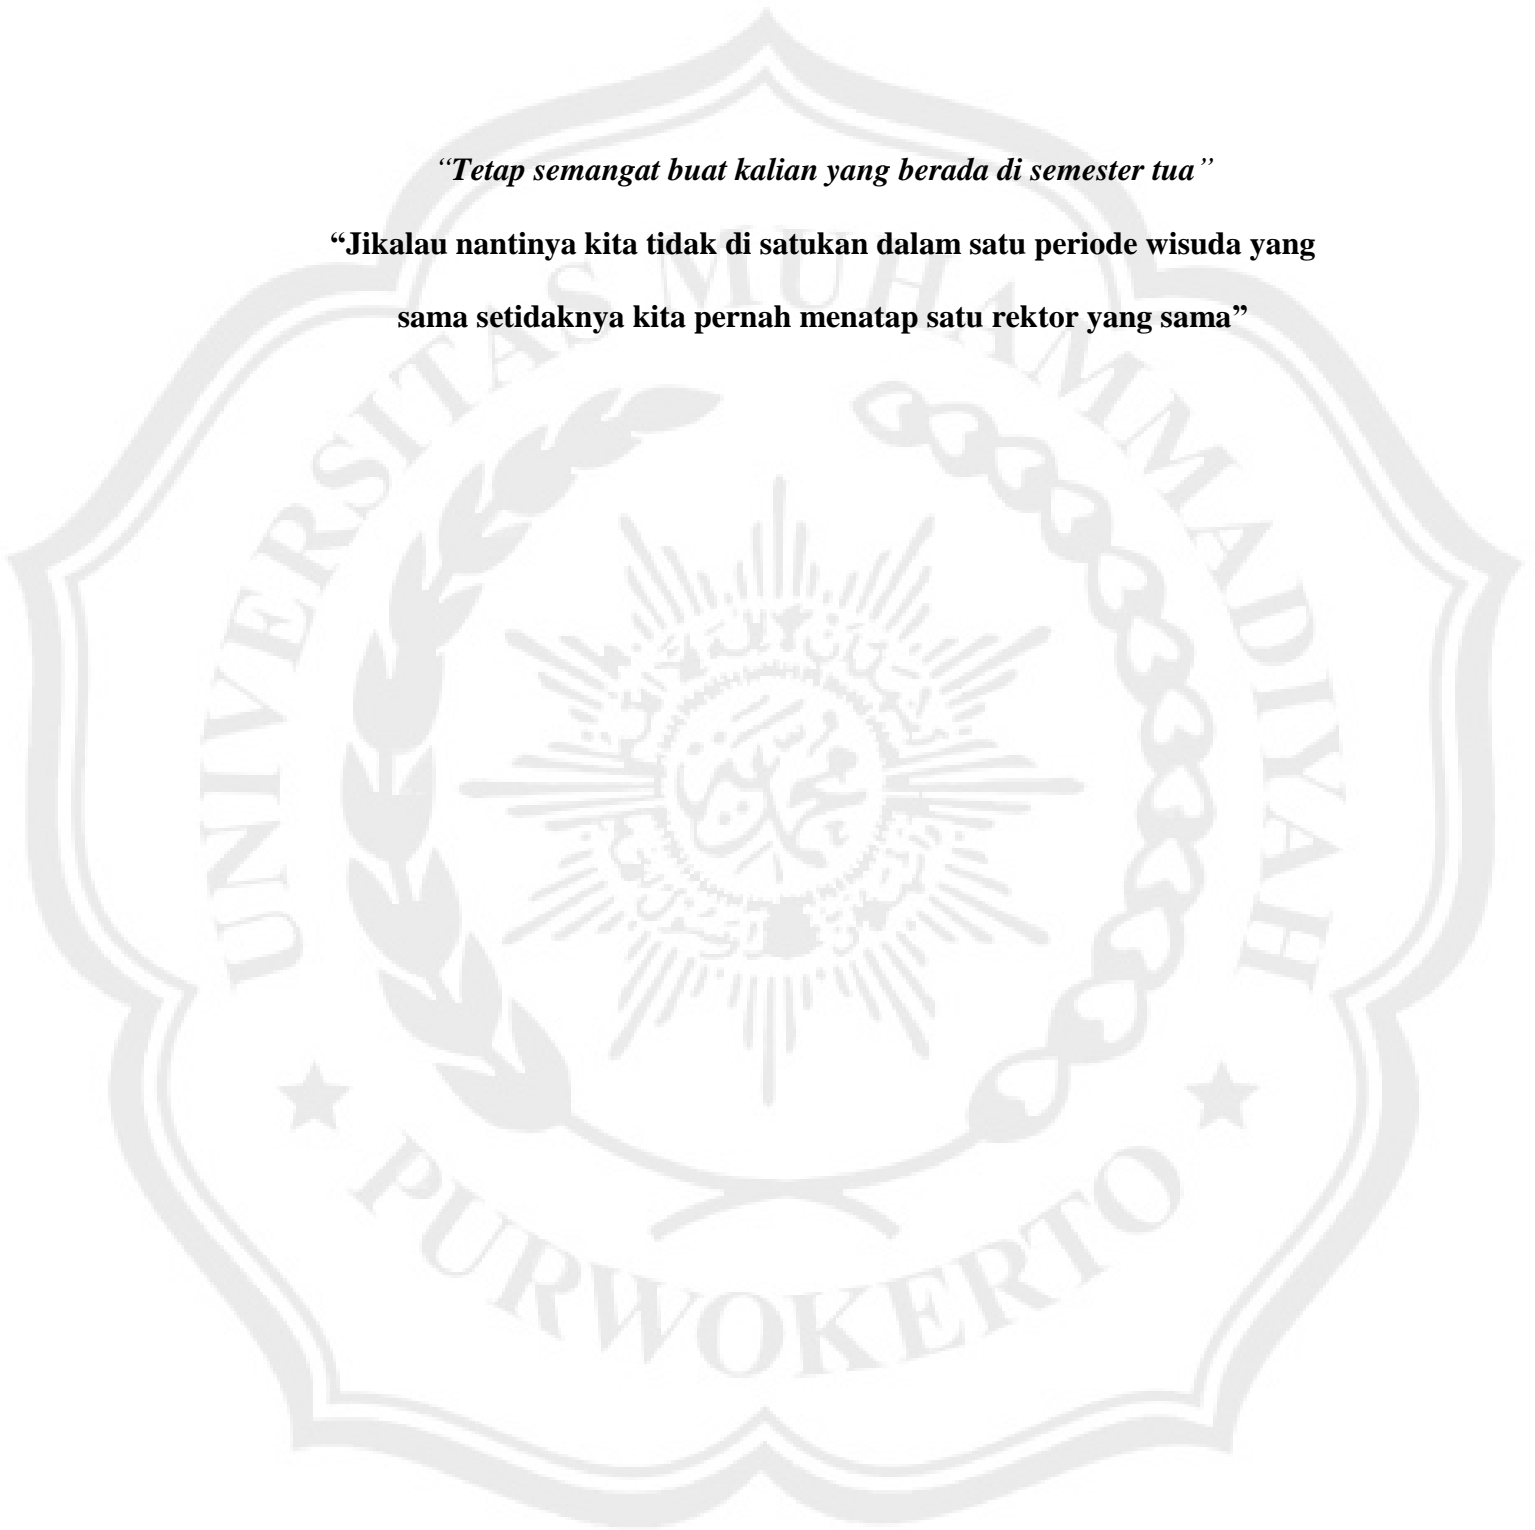 “Tetap semangat buat kalian yang berada di semester tua”
“Jikalau nantinya kita tidak di satukan dalam satu periode wisuda yang
sama setidaknya kita pernah menatap satu rektor yang sama”
UNIVERSITAS MUHAMMADIYAH
PURWOKERTO